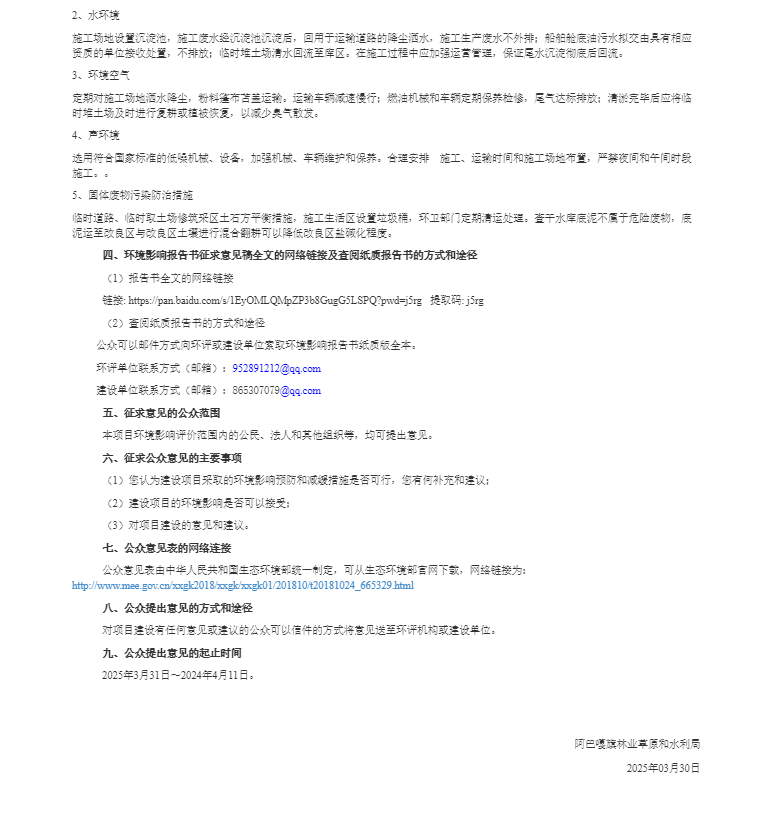 2、水环境
施工场地设置沉淀池，施工废水经沉淀池沉淀后，回用于运输道路的降尘洒水，施工生产废水不外排；船舶舱底油污水拟交由具有相应
资质的单位接收处置，不排放；临时堆土场清水回流至库区。在施工过程中应加强运营管理，保证尾水沉淀彻底后回流。
3、环境空气
定期对施工场地洒水降尘，粉料篷布苫盖运输。运输车辆减速慢行；燃油机械和车辆定期保养检修，尾气达标排放；清淤完毕后应将临
时堆土场及时进行复耕或植被恢复，以减少臭气散发。
4、声环境
选用符合国家标准的低噪机械、设备，加强机械、车辆维护和保养。合理安排 施工、运输时间和施工场地布置，严禁夜间和午间时段
施工。。
5、固体废物污染防治措施
临时道路、临时取土场修筑采区土石方平衡措施，施工生活区设置垃圾桶，环卫部门定期清运处理。查干水库底泥不属于危险废物，底
泥运至改良区与改良区土壤进行混合翻耕可以降低改良区盐碱化程度。
四、环境影响报告书征求意见稿全文的网络链接及查阅纸质报告书的方式和途径
（1）报告书全文的网络链接
链接: https://pan.baidu.com/s/1EyOMLQMpZP3b8GugG5LSPQ?pwd=j5rg 提取码: j5rg
（2）查阅纸质报告书的方式和途径
公众可以邮件方式向环评或建设单位索取环境影响报告书纸质版全本。
环评单位联系方式（邮箱）：952891212@qq.com
建设单位联系方式（邮箱）：865307079@qq.com
五、征求意见的公众范围
本项目环境影响评价范围内的公民、法人和其他组织等，均可提出意见。
六、征求公众意见的主要事项
（1）您认为建设项目采取的环境影响预防和减缓措施是否可行，您有何补充和建议；
（2）建设项目的环境影响是否可以接受；
（3）对项目建设的意见和建议。
七、公众意见表的网络连接
公众意见表由中华人民共和国生态环境部统一制定，可从生态环境部官网下载，网络链接为：
http://www.mee.gov.cn/xxgk2018/xxgk/xxgk01/201810/t20181024_665329.html
八、公众提出意见的方式和途径
对项目建设有任何意见或建议的公众可以信件的方式将意见送至环评机构或建设单位。
九、公众提出意见的起止时间
2025年3月31日～2024年4月11日。
阿巴嘎旗林业草原和水利局
2025年03月30日